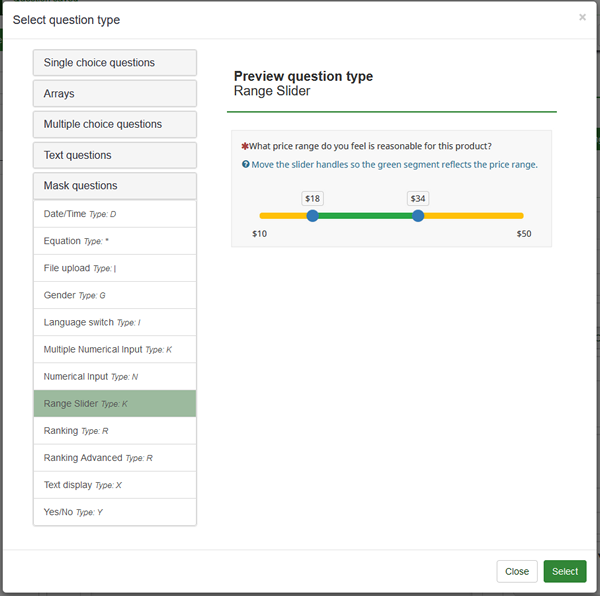 Select question type
×
Single choice questions
Arrays
Multiple choice questions
Text questions
Mask questions
Date/Time Type: D
Equation Type: *
File upload Type: |
Gender Type: G
Language switch Type: I
Multiple Numerical Input Type: K
Numerical Input Type: N
Range Slider Type: K
Ranking Type: R
Ranking Advanced Type: R
Text display Type: X
Yes/No Type: Y
Preview question type
Range Slider
✱What price range do you feel is reasonable for this product?
? Move the slider handles so the green segment reflects the price range.
$18 $34
$10 $50
Close Select